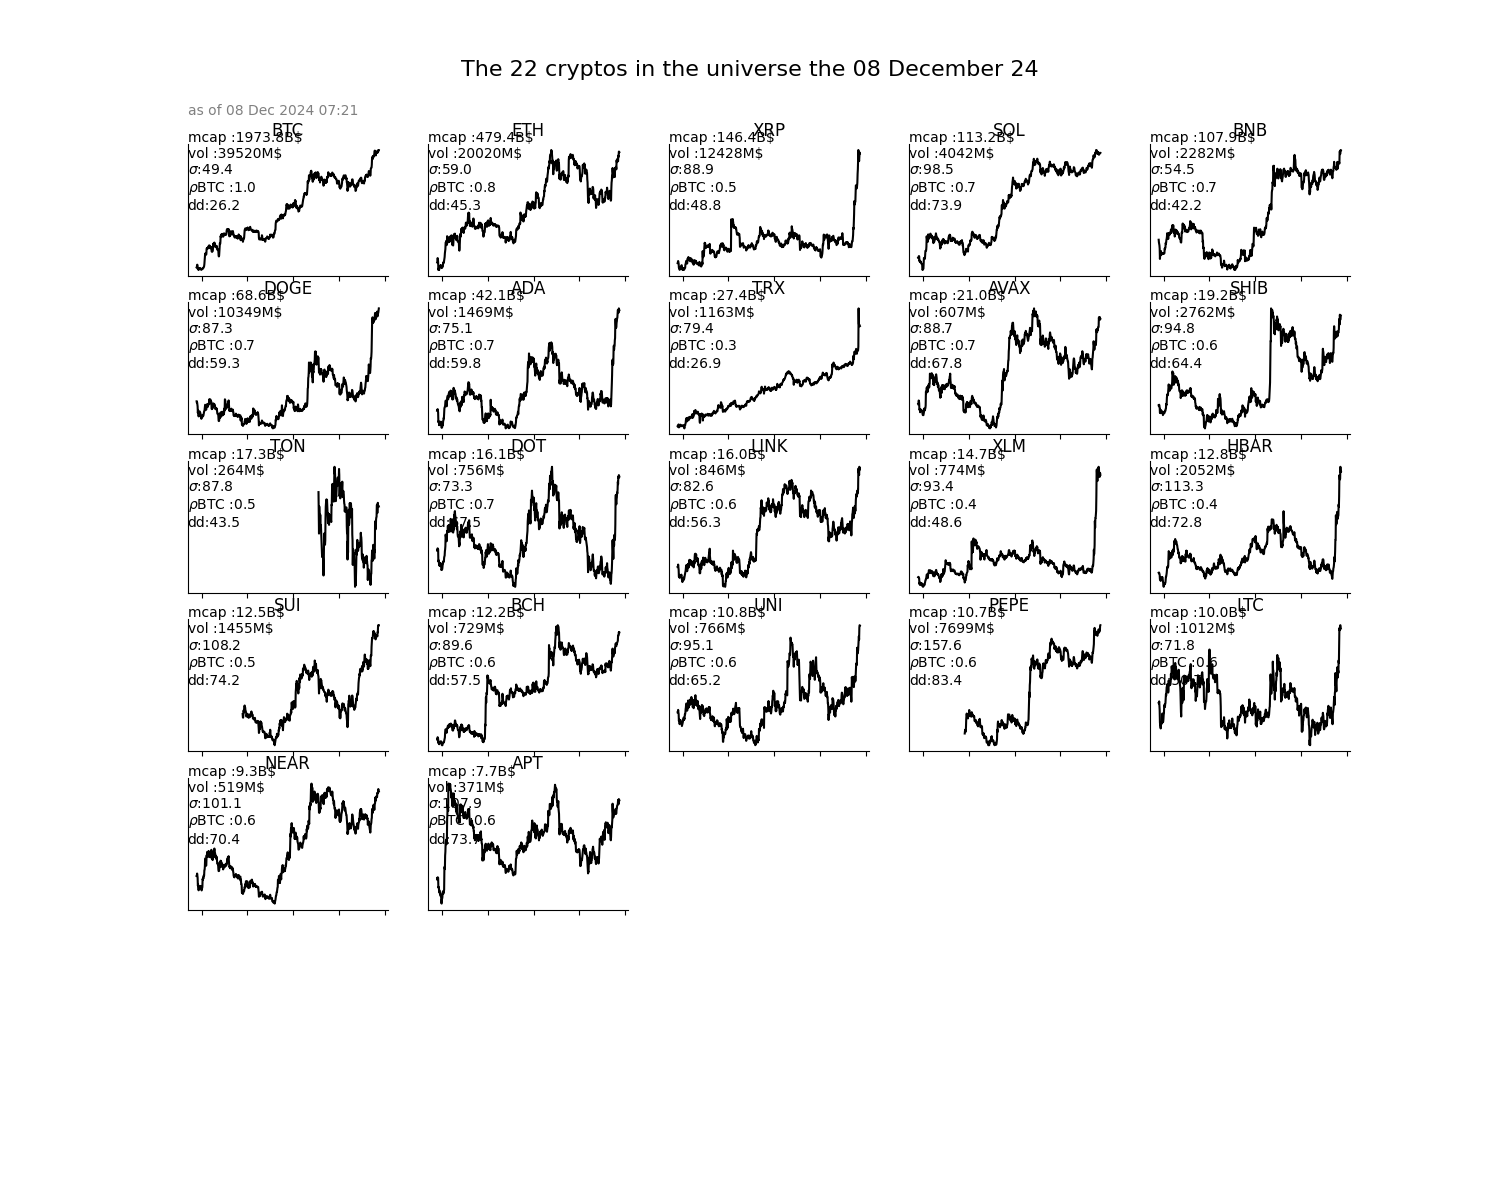 The 22 cryptos in the universe the 08 December 24
as of 08 Dec 2024 07:21
BTC
mcap :1973.8B$
vol :39520M$
σ:49.4
ρBTC :1.0
dd:26.2
ETH
mcap :479.4B$
vol :20020M$
σ:59.0
ρBTC :0.8
dd:45.3
XRP
mcap :146.4B$
vol :12428M$
σ:88.9
ρBTC :0.5
dd:48.8
SOL
mcap :113.2B$
vol :4042M$
σ:98.5
ρBTC :0.7
dd:73.9
BNB
mcap :107.9B$
vol :2282M$
σ:54.5
ρBTC :0.7
dd:42.2
DOGE
mcap :68.6B$
vol :10349M$
σ:87.3
ρBTC :0.7
dd:59.3
ADA
mcap :42.1B$
vol :1469M$
σ:75.1
ρBTC :0.7
dd:59.8
TRX
mcap :27.4B$
vol :1163M$
σ:79.4
ρBTC :0.3
dd:26.9
AVAX
mcap :21.0B$
vol :607M$
σ:88.7
ρBTC :0.7
dd:67.8
SHIB
mcap :19.2B$
vol :2762M$
σ:94.8
ρBTC :0.6
dd:64.4
TON
mcap :17.3B$
vol :264M$
σ:87.8
ρBTC :0.5
dd:43.5
DOT
mcap :16.1B$
vol :756M$
σ:73.3
ρBTC :0.7
LINK
mcap :16.0B$
vol :846M$
σ:82.6
ρBTC :0.6
dd:56.3
XLM
mcap :14.7B$
vol :774M$
σ:93.4
ρBTC :0.4
dd:48.6
HBAR
mcap :12.8B$
vol :2052M$
σ:113.3
ρBTC :0.4
dd:72.8
SUI
mcap :12.5B$
vol :1455M$
σ:108.2
ρBTC :0.5
dd:74.2
BCH
mcap :12.2B$
vol :729M$
σ:89.6
ρBTC :0.6
dd:57.5
UNI
mcap :10.8B$
vol :766M$
σ:95.1
ρBTC :0.6
dd:65.2
PEPE
mcap :10.7B$
vol :7699M$
σ:157.6
ρBTC :0.6
dd:83.4
LTC
mcap :10.0B$
vol :1012M$
σ:71.8
ρBTC :0.6
NEAR
mcap :9.3B$
vol :519M$
σ:101.1
ρBTC :0.6
dd:70.4
APT
mcap :7.7B$
vol :371M$
σ:107.9
ρBTC :0.6